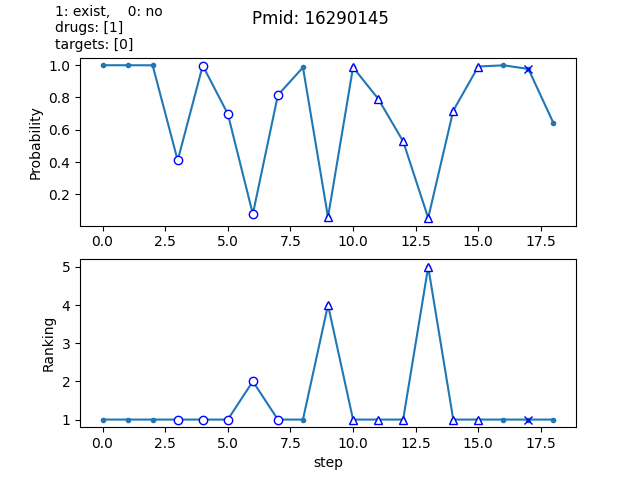 1: exist,    0: no
drugs: [1]
targets: [0]
Pmid: 16290145
1.0
0.8
0.6
0.4
0.2
Probability
0.0 2.5 5.0 7.5 10.0 12.5 15.0 17.5
5
4
3
2
1
Ranking
0.0 2.5 5.0 7.5 10.0 12.5 15.0 17.5
step